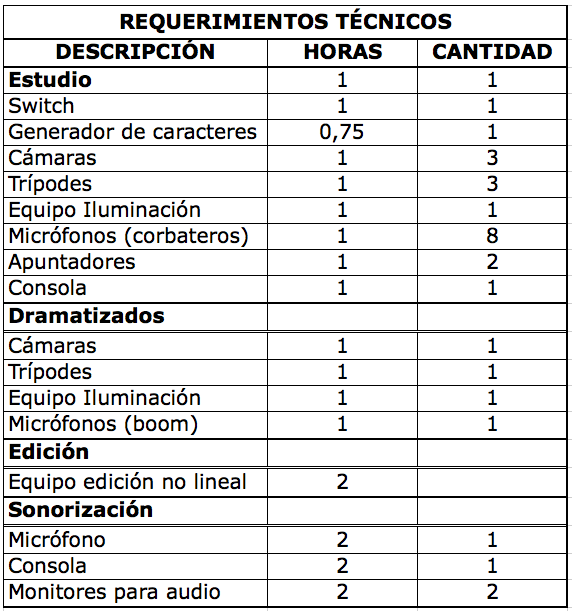 REQUERIMIENTOS TÉCNICOS
DESCRIPCIÓN HORAS CANTIDAD
Estudio 1 1
Switch 1 1
Generador de caracteres 0,75 1
Cámaras 1 3
Trípodes 1 3
Equipo Iluminación 1 1
Micrófonos (corbateros) 1 8
Apuntadores 1 2
Consola 1 1
Dramatizados
Cámaras 1 1
Trípodes 1 1
Equipo Iluminación 1 1
Micrófonos (boom) 1 1
Edición
Equipo edición no lineal 2
Sonorización
Micrófono 2 1
Consola 2 1
Monitores para audio 2 2